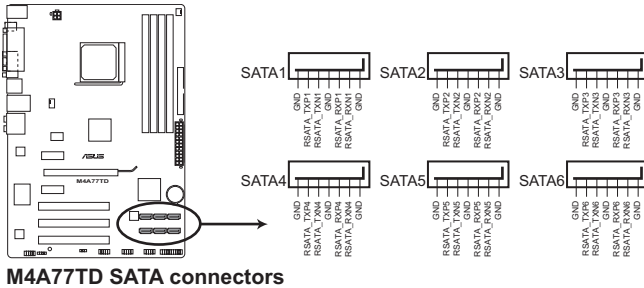 SATA1
GND
RSATA_TXP1
RSATA_TXN1
GND
RSATA_RXP1
RSATA_RXN1
GND
SATA2
GND
RSATA_TXP2
RSATA_TXN2
GND
RSATA_RXP2
RSATA_RXN2
GND
SATA3
GND
RSATA_TXP3
RSATA_TXN3
GND
RSATA_RXP3
RSATA_RXN3
GND
ASUS
M4A77TD
SATA4
GND
RSATA_TXP4
RSATA_TXN4
GND
RSATA_RXP4
RSATA_RXN4
GND
SATA5
GND
RSATA_TXP5
RSATA_TXN5
GND
RSATA_RXP5
RSATA_RXN5
GND
SATA6
GND
RSATA_TXP6
RSATA_TXN6
GND
RSATA_RXP6
RSATA_RXN6
GND
M4A77TD SATA connectors